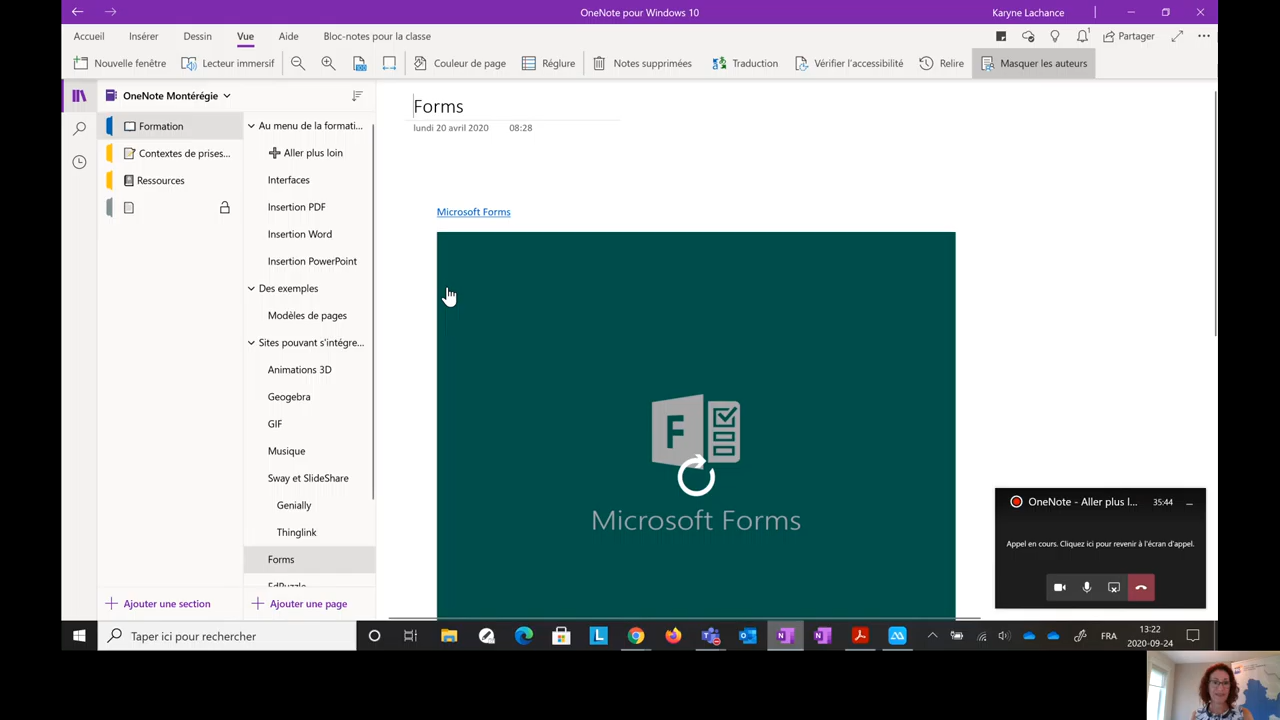 OneNote pour Windows 10
Karyne Lachance
Accueil
Insérer
Dessin
Vue
Aide
Bloc-notes pour la classe
Partager
Nouvelle fenêtre
Lecteur immersif
Couleur de page
Réglure
Notes supprimées
Traduction
Vérifier l'accessibilité
Relire
Masquer les auteurs
OneNote Montérégie
Formation
Contextes de prises...
Ressources
Ajouter une section
Au menu de la formati...
Aller plus loin
Interfaces
Insertion PDF
Insertion Word
Insertion PowerPoint
Des exemples
Modèles de pages
Sites pouvant s'intégre...
Animations 3D
Geogebra
GIF
Musique
Sway et SlideShare
Genially
Thinglink
Forms
EdPuzzle
Ajouter une page
Forms
lundi 20 avril 2020 08:28
Microsoft Forms
F
Microsoft Forms
OneNote - Aller plus l... 35:44
Appel en cours. Cliquez ici pour revenir à l'écran d'appel.
Taper ici pour rechercher
FRA
13:22
2020-09-24